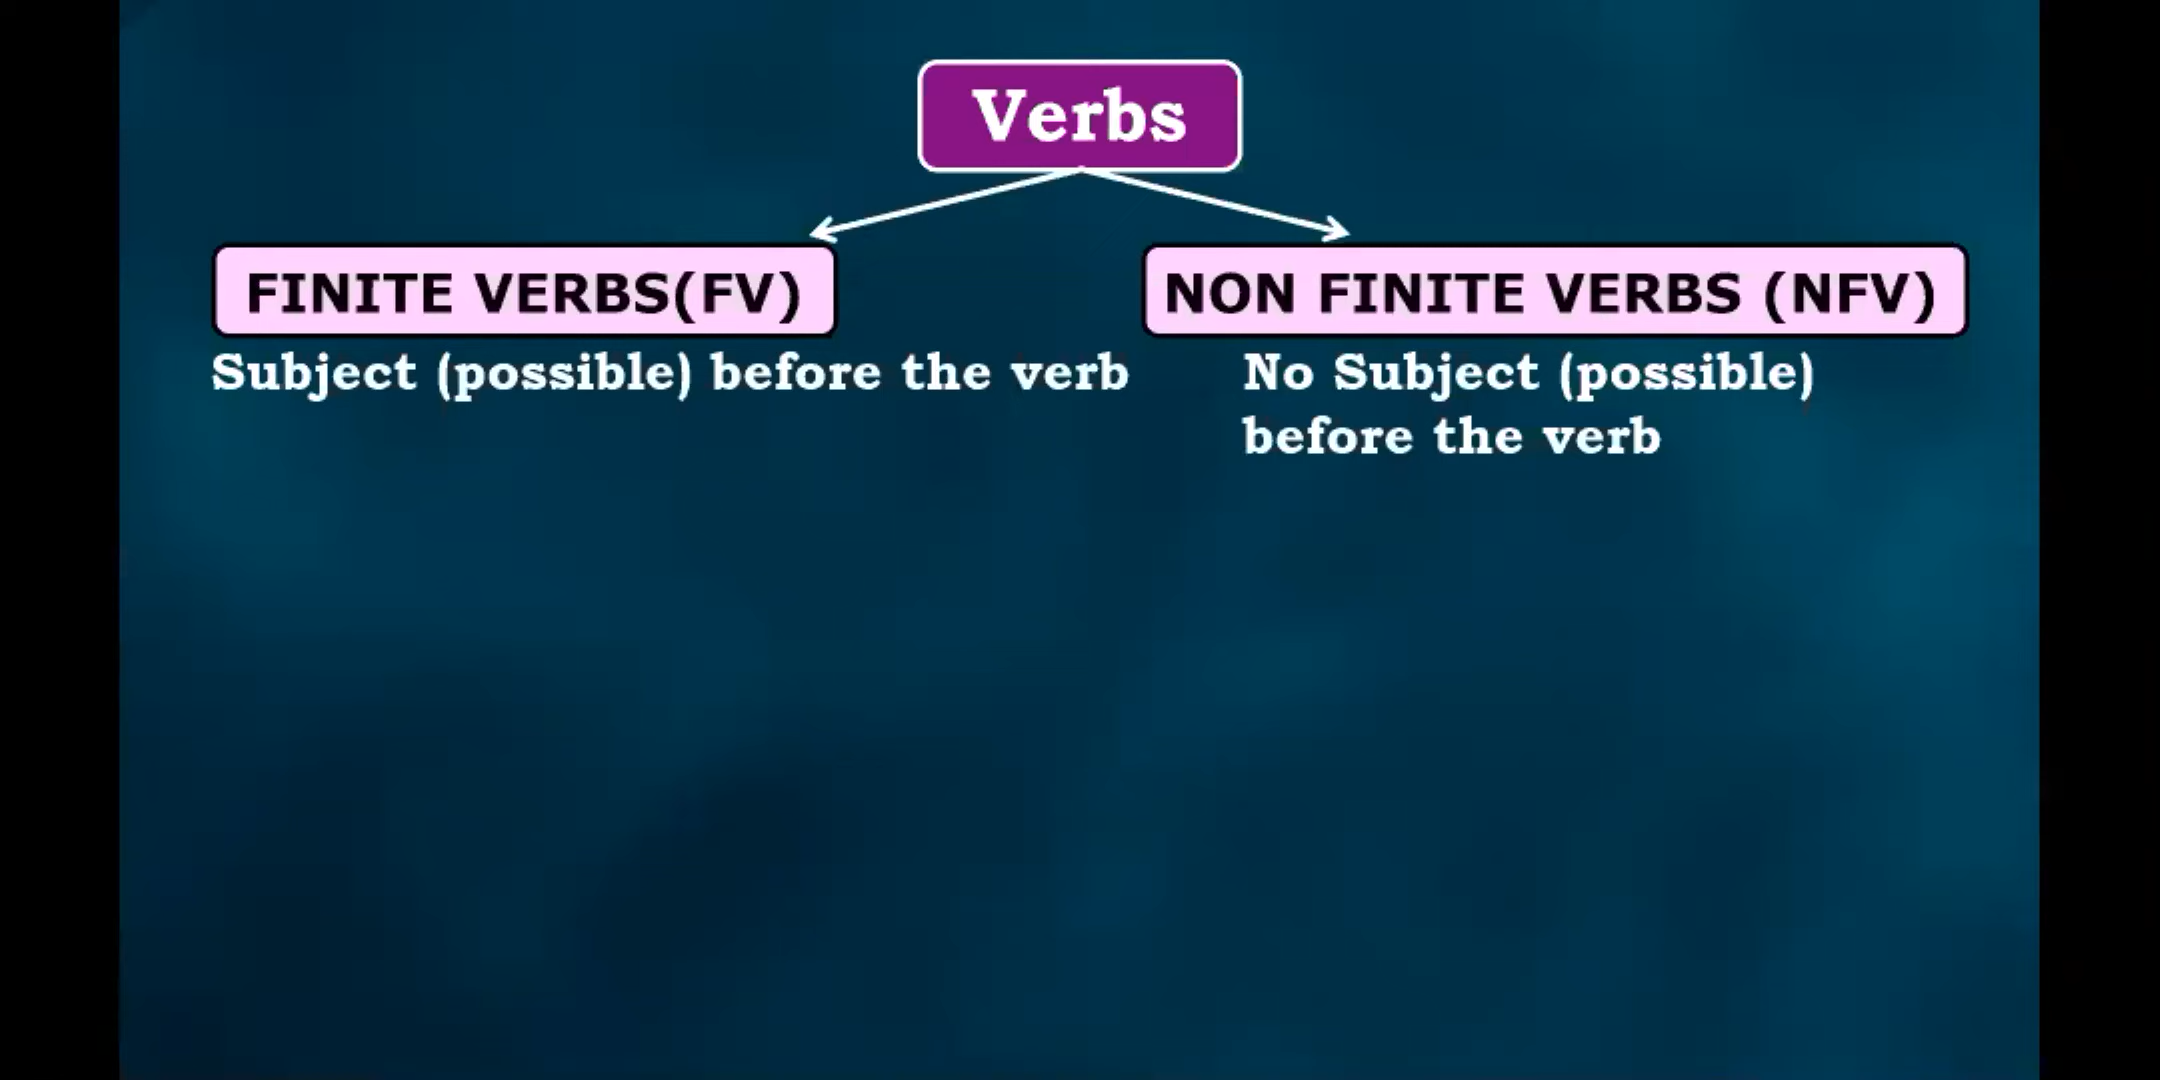 Verbs
FINITE VERBS(FV)
Subject (possible) before the verb
NON FINITE VERBS (NFV)
No Subject (possible)
before the verb